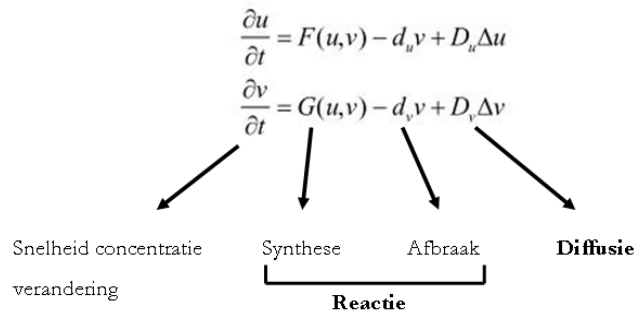 ∂u/∂t = F(u,v) − d_u v + D_u Δu
∂v/∂t = G(u,v) − d_v v + D_v Δv
Snelheid concentratie verandering
Synthese
Afbraak
Diffusie
Reactie